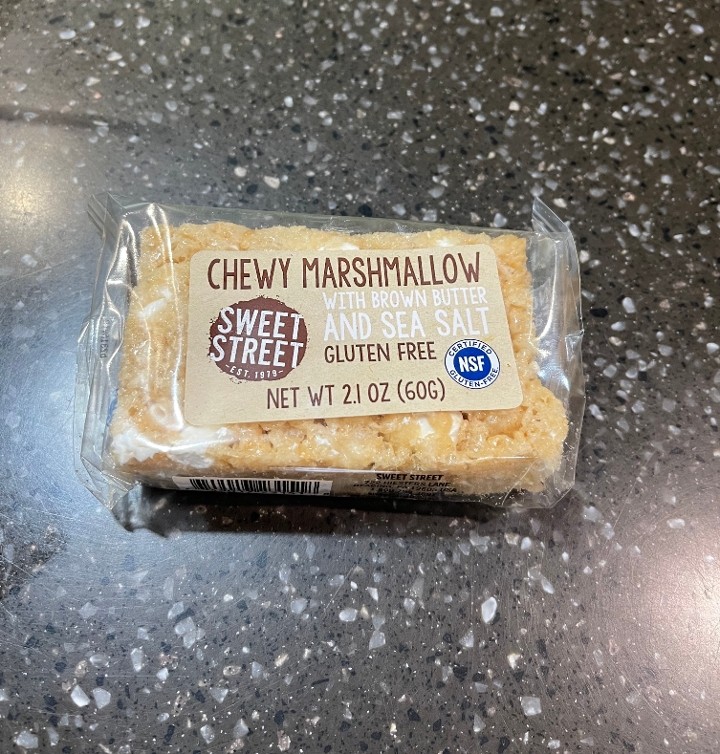 CHEWY MARSHMALLOW
WITH BROWN BUTTER
AND SEA SALT
GLUTEN FREE
SWEET
STREET
-EST. 1979-
CERTIFIED
NSF
GLUTEN-FREE
NET WT 2.1 OZ (60G)
SWEET STREET